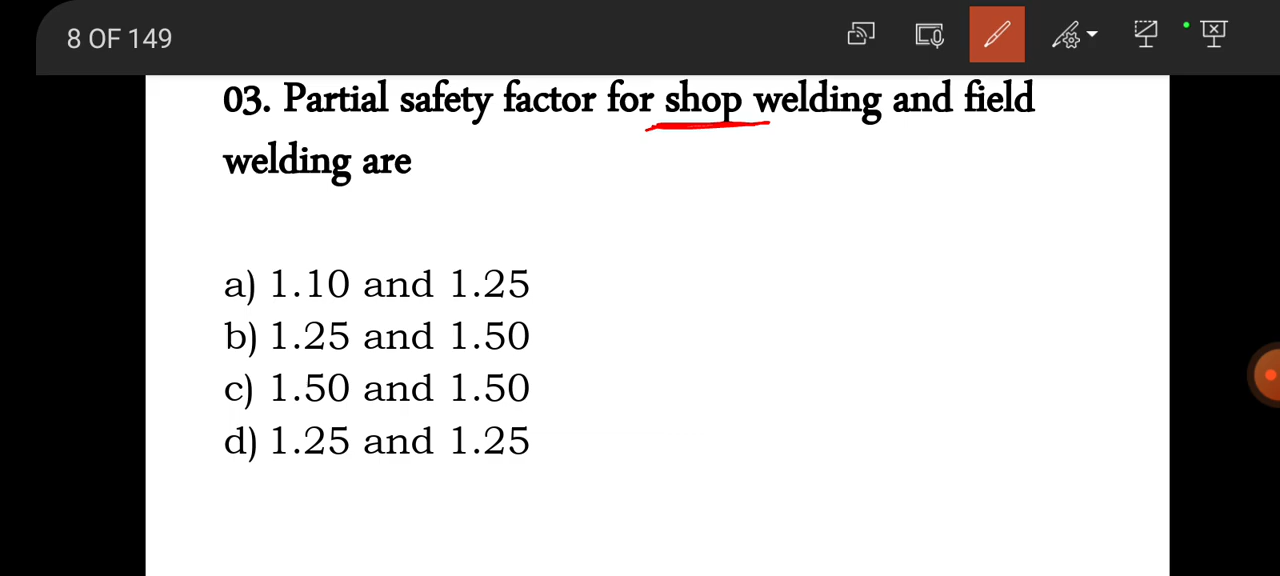 8 OF 149
03. Partial safety factor for shop welding and field
welding are
a) 1.10 and 1.25
b) 1.25 and 1.50
c) 1.50 and 1.50
d) 1.25 and 1.25